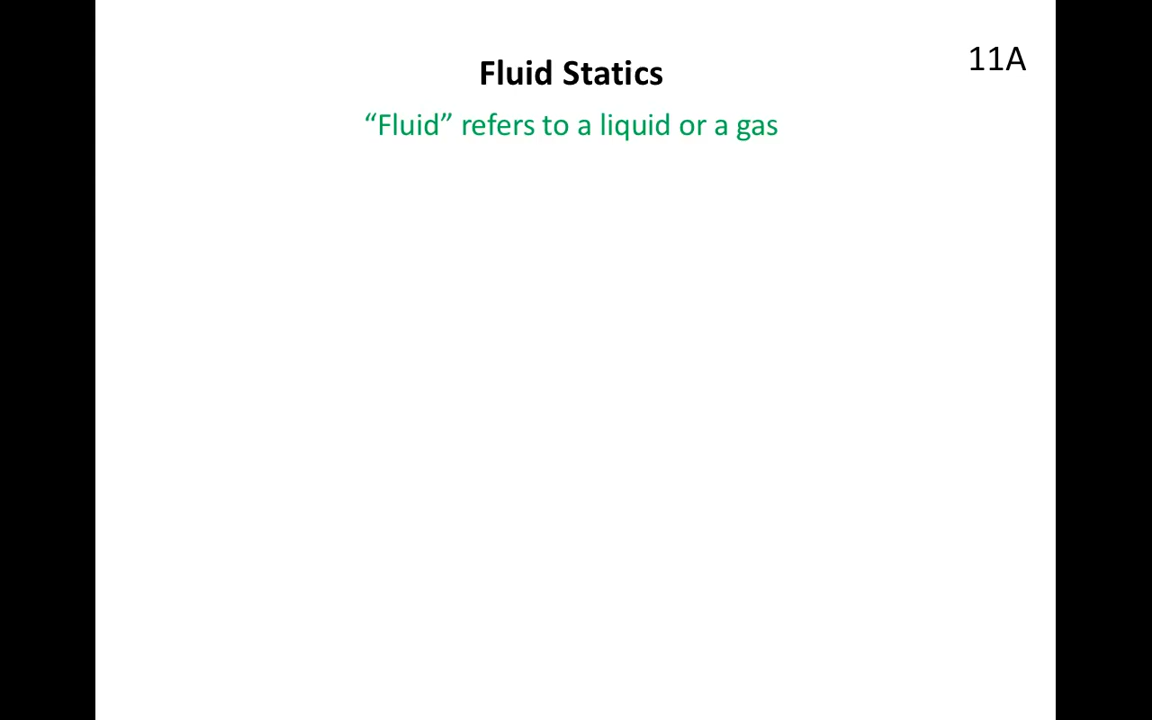 11A
Fluid Statics
“Fluid” refers to a liquid or a gas